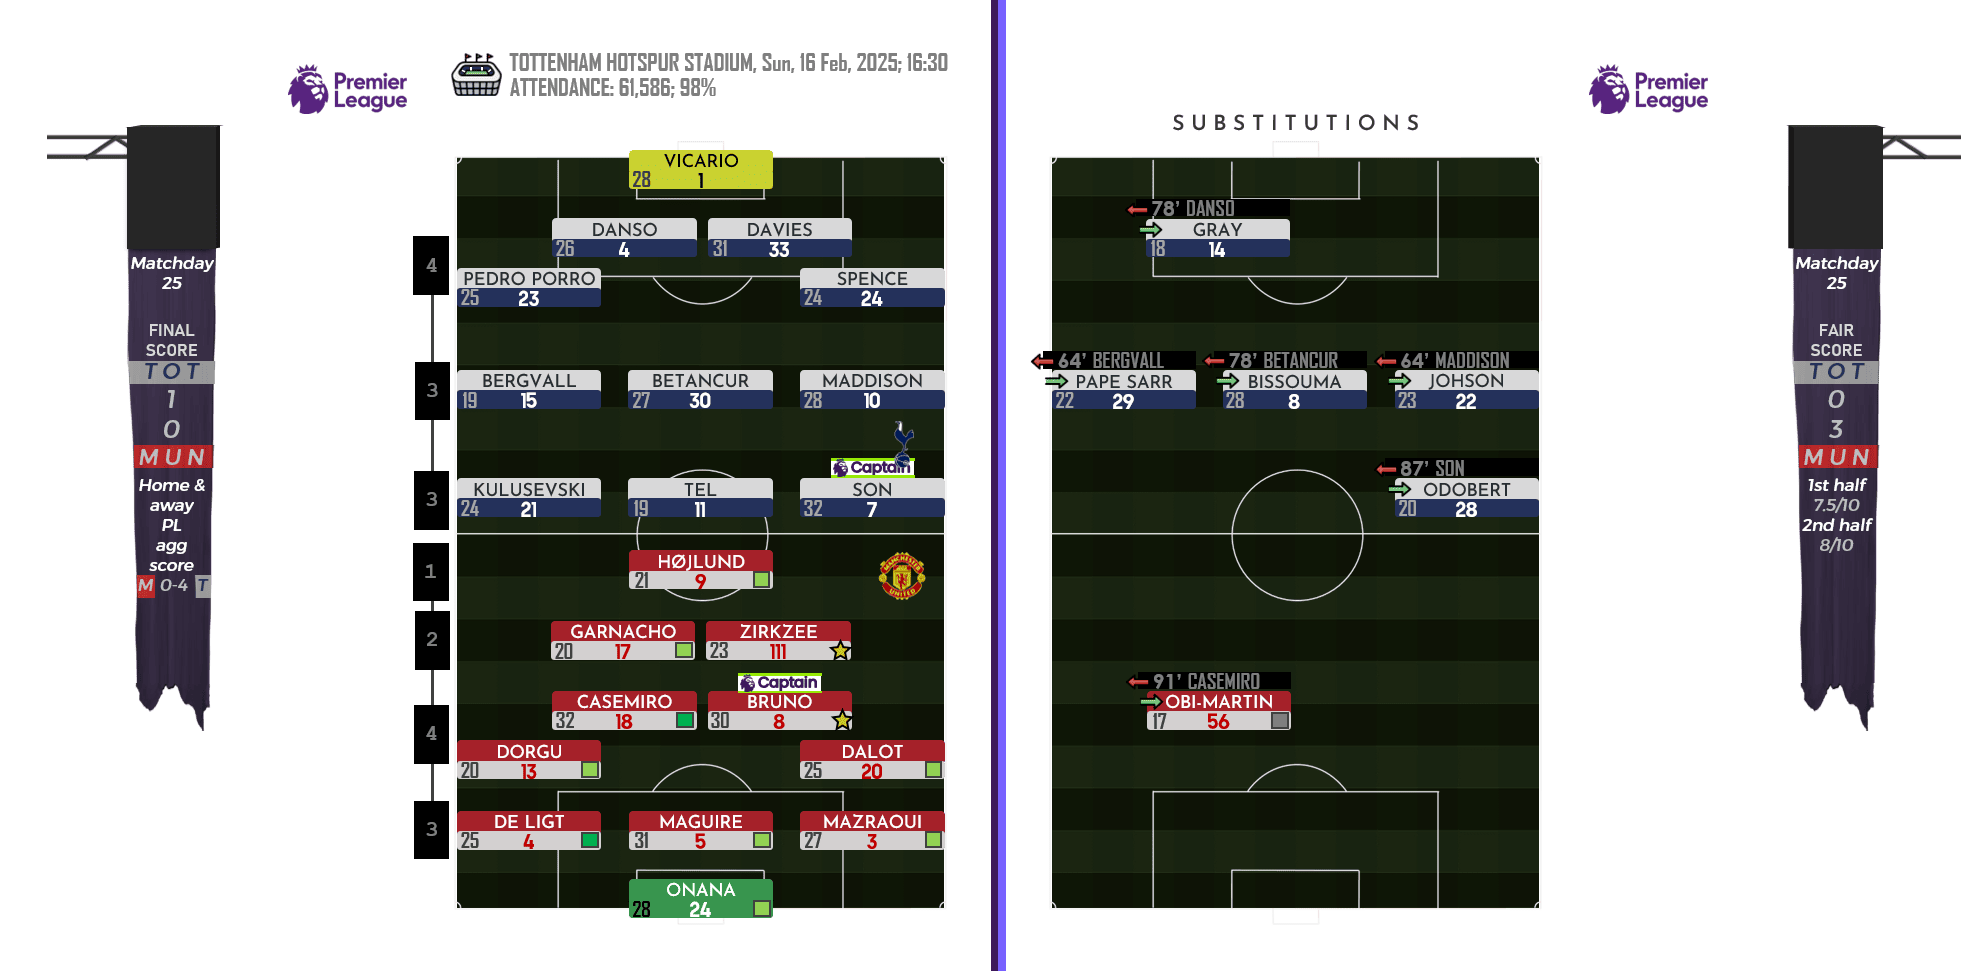 Premier League
TOTTENHAM HOTSPUR STADIUM, Sun, 16 Feb, 2025; 16:30
ATTENDANCE: 61,586; 98%
Matchday
25
FINAL
SCORE
TOT
1
0
MUN
Home &
away
PL
agg
score
M 0-4 T
VICARIO
28 1
DANSO DAVIES
26 4 31 33
4
PEDRO PORRO SPENCE
25 23 24 24
3
BERGVALL BETANCUR MADDISON
19 15 27 30 28 10
Captain
3
KULUSEVSKI TEL SON
24 21 19 11 32 7
1
HØJLUND
21 9
MANCHESTER
UNITED
2
GARNACHO ZIRKZEE
20 17 23 111
Captain
CASEMIRO BRUNO
32 18 30 8
4
DORGU DALOT
20 13 25 20
3
DE LIGT MAGUIRE MAZRAOUI
25 4 31 5 27 3
ONANA
28 24
Premier League
SUBSTITUTIONS
78’ DANSO
GRAY
18 14
64’ BERGVALL 78’ BETANCUR 64’ MADDISON
PAPE SARR BISSOUMA JOHSON
22 29 28 8 23 22
87’ SON
ODOBERT
20 28
91’ CASEMIRO
OBI-MARTIN
17 56
Matchday
25
FAIR
SCORE
TOT
0
3
MUN
1st half
7.5/10
2nd half
8/10